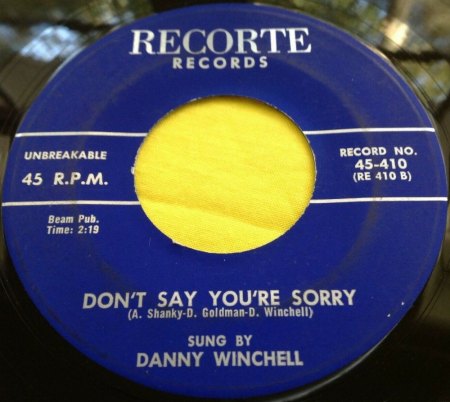 RECORTE
RECORDS
UNBREAKABLE
45 R.P.M.
RECORD NO.
45-410
(RE 410 B)
Beam Pub.
Time: 2:19
DON'T SAY YOU'RE SORRY
(A. Shanky-D. Goldman-D. Winchell)
SUNG BY
DANNY WINCHELL